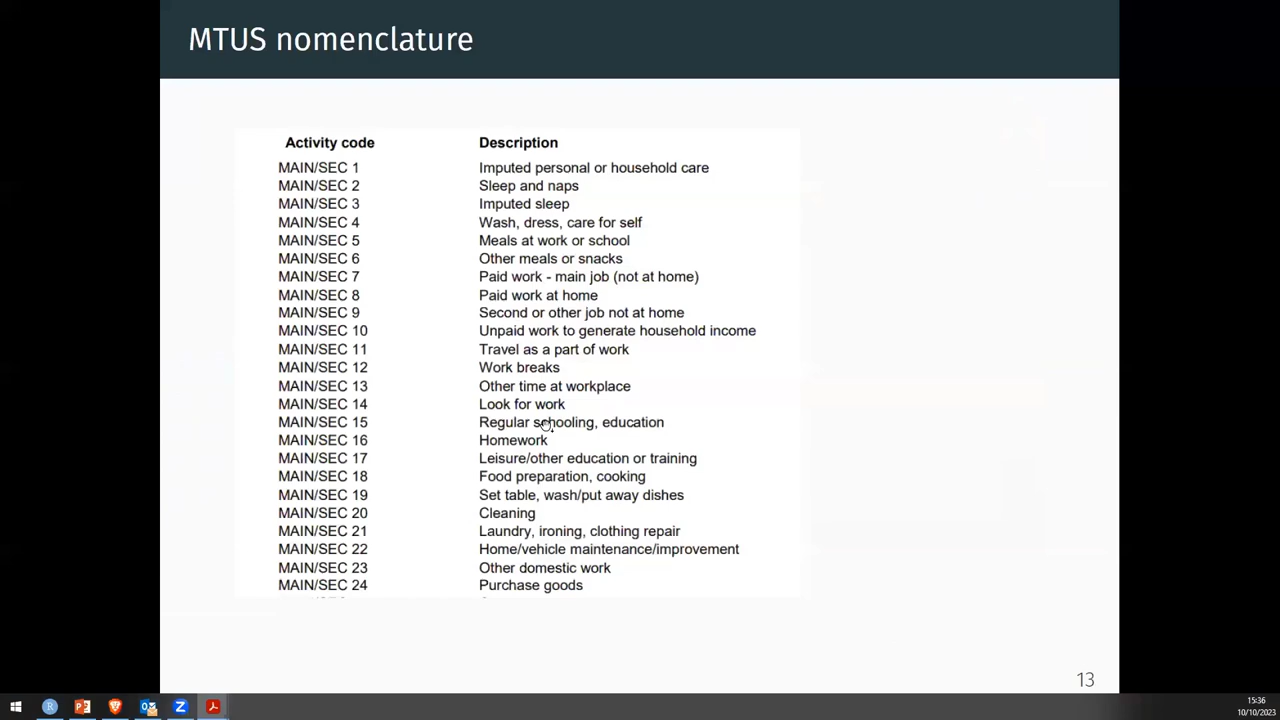 MTUS nomenclature
Activity code Description
MAIN/SEC 1 Imputed personal or household care
MAIN/SEC 2 Sleep and naps
MAIN/SEC 3 Imputed sleep
MAIN/SEC 4 Wash, dress, care for self
MAIN/SEC 5 Meals at work or school
MAIN/SEC 6 Other meals or snacks
MAIN/SEC 7 Paid work - main job (not at home)
MAIN/SEC 8 Paid work at home
MAIN/SEC 9 Second or other job not at home
MAIN/SEC 10 Unpaid work to generate household income
MAIN/SEC 11 Travel as a part of work
MAIN/SEC 12 Work breaks
MAIN/SEC 13 Other time at workplace
MAIN/SEC 14 Look for work
MAIN/SEC 15 Regular schooling, education
MAIN/SEC 16 Homework
MAIN/SEC 17 Leisure/other education or training
MAIN/SEC 18 Food preparation, cooking
MAIN/SEC 19 Set table, wash/put away dishes
MAIN/SEC 20 Cleaning
MAIN/SEC 21 Laundry, ironing, clothing repair
MAIN/SEC 22 Home/vehicle maintenance/improvement
MAIN/SEC 23 Other domestic work
MAIN/SEC 24 Purchase goods
13
15:36
10/10/2023